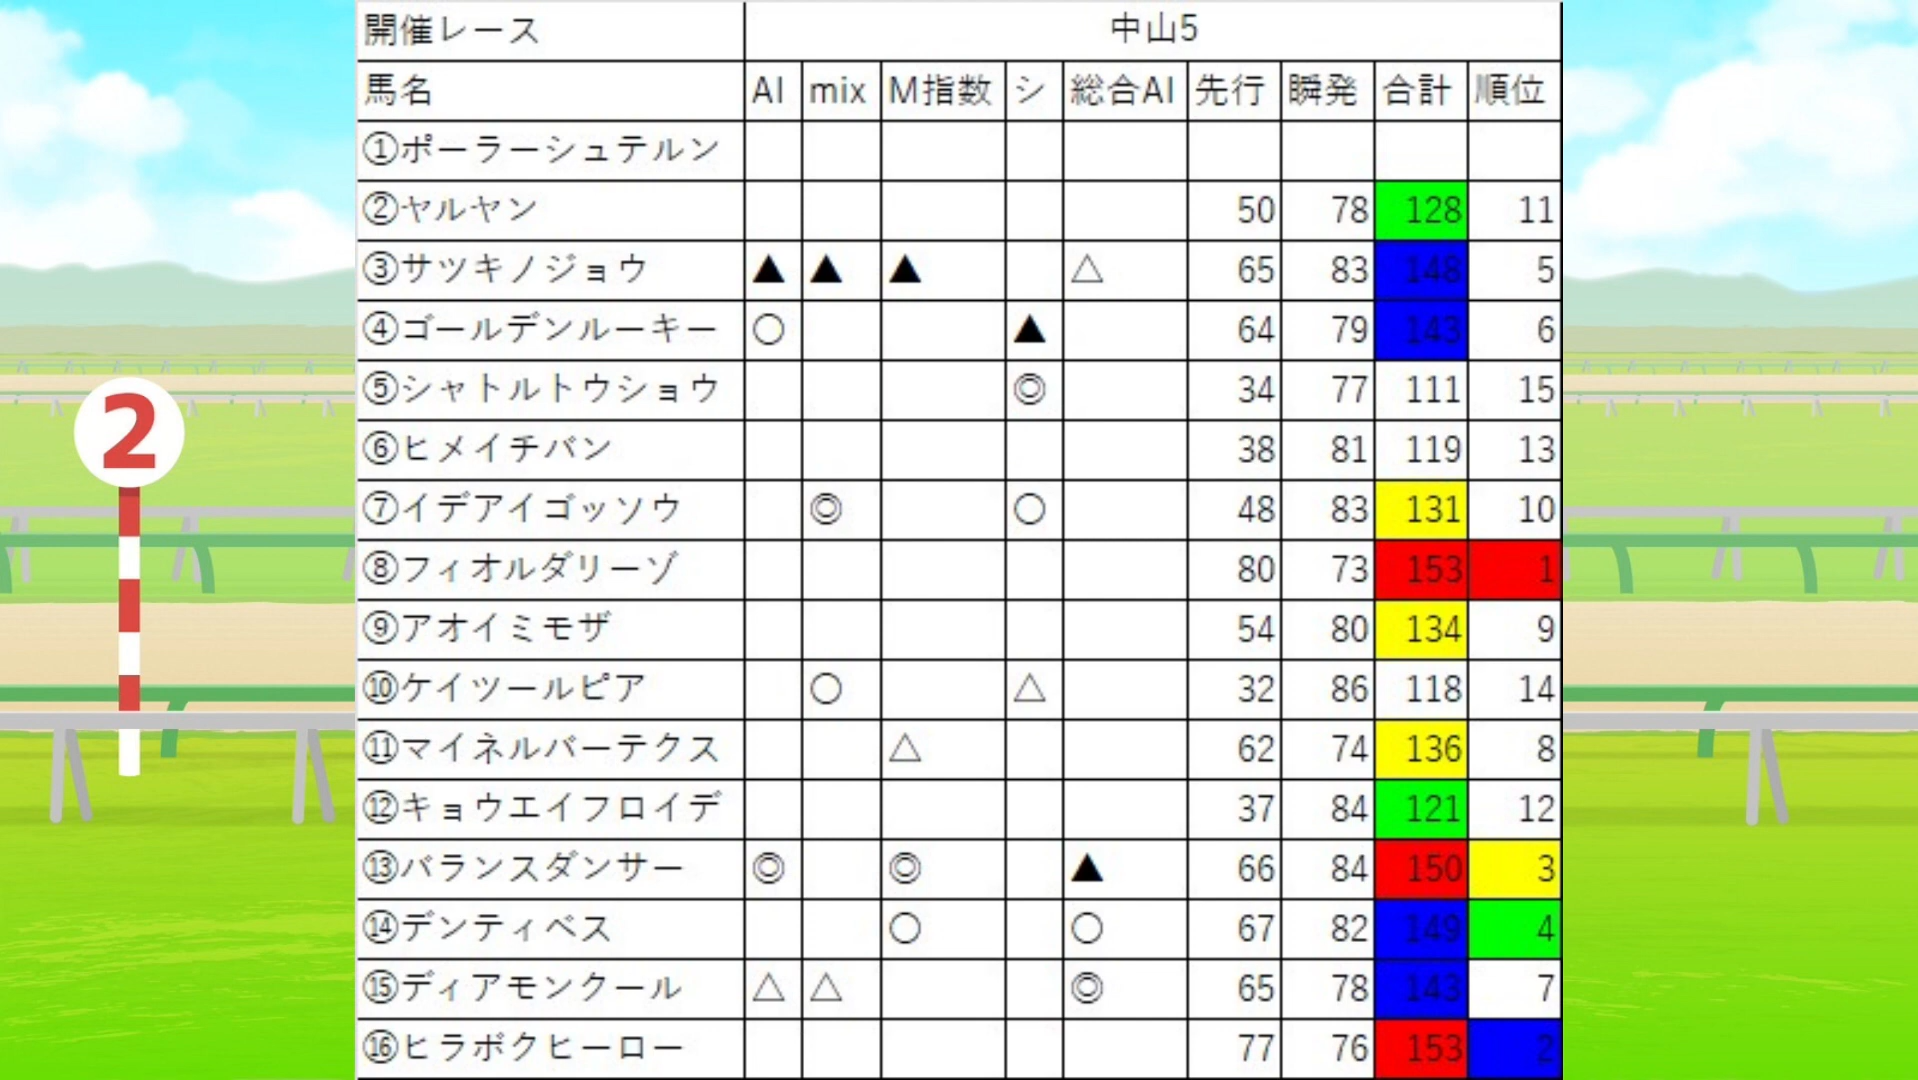 開催レース 中山5
馬名 AI mix M指数 シ 総合AI 先行 瞬発 合計 順位
①ポーラーシュテルン
②ヤルヤン 50 78 128 11
③サツキノジョウ ▲ ▲ ▲ △ 65 83 148 5
④ゴールデンルーキー ○ ▲ 64 79 143 6
⑤シャトルトウショウ ◎ 34 77 111 15
⑥ヒメイチバン 38 81 119 13
⑦イデアイゴッソウ ◎ ○ 48 83 131 10
⑧フィオルダリーゾ 80 73 153 1
⑨アオイミモザ 54 80 134 9
⑩ケイツールピア ○ △ 32 86 118 14
⑪マイネルバーテクス △ 62 74 136 8
⑫キョウエイフロイデ 37 84 121 12
⑬バランスダンサー ◎ ◎ ▲ 66 84 150 3
⑭デンティベス ○ ○ 67 82 149 4
⑮ディアモンクール △ △ ◎ 65 78 143 7
⑯ヒラボクヒーロー 77 76 153 2
2